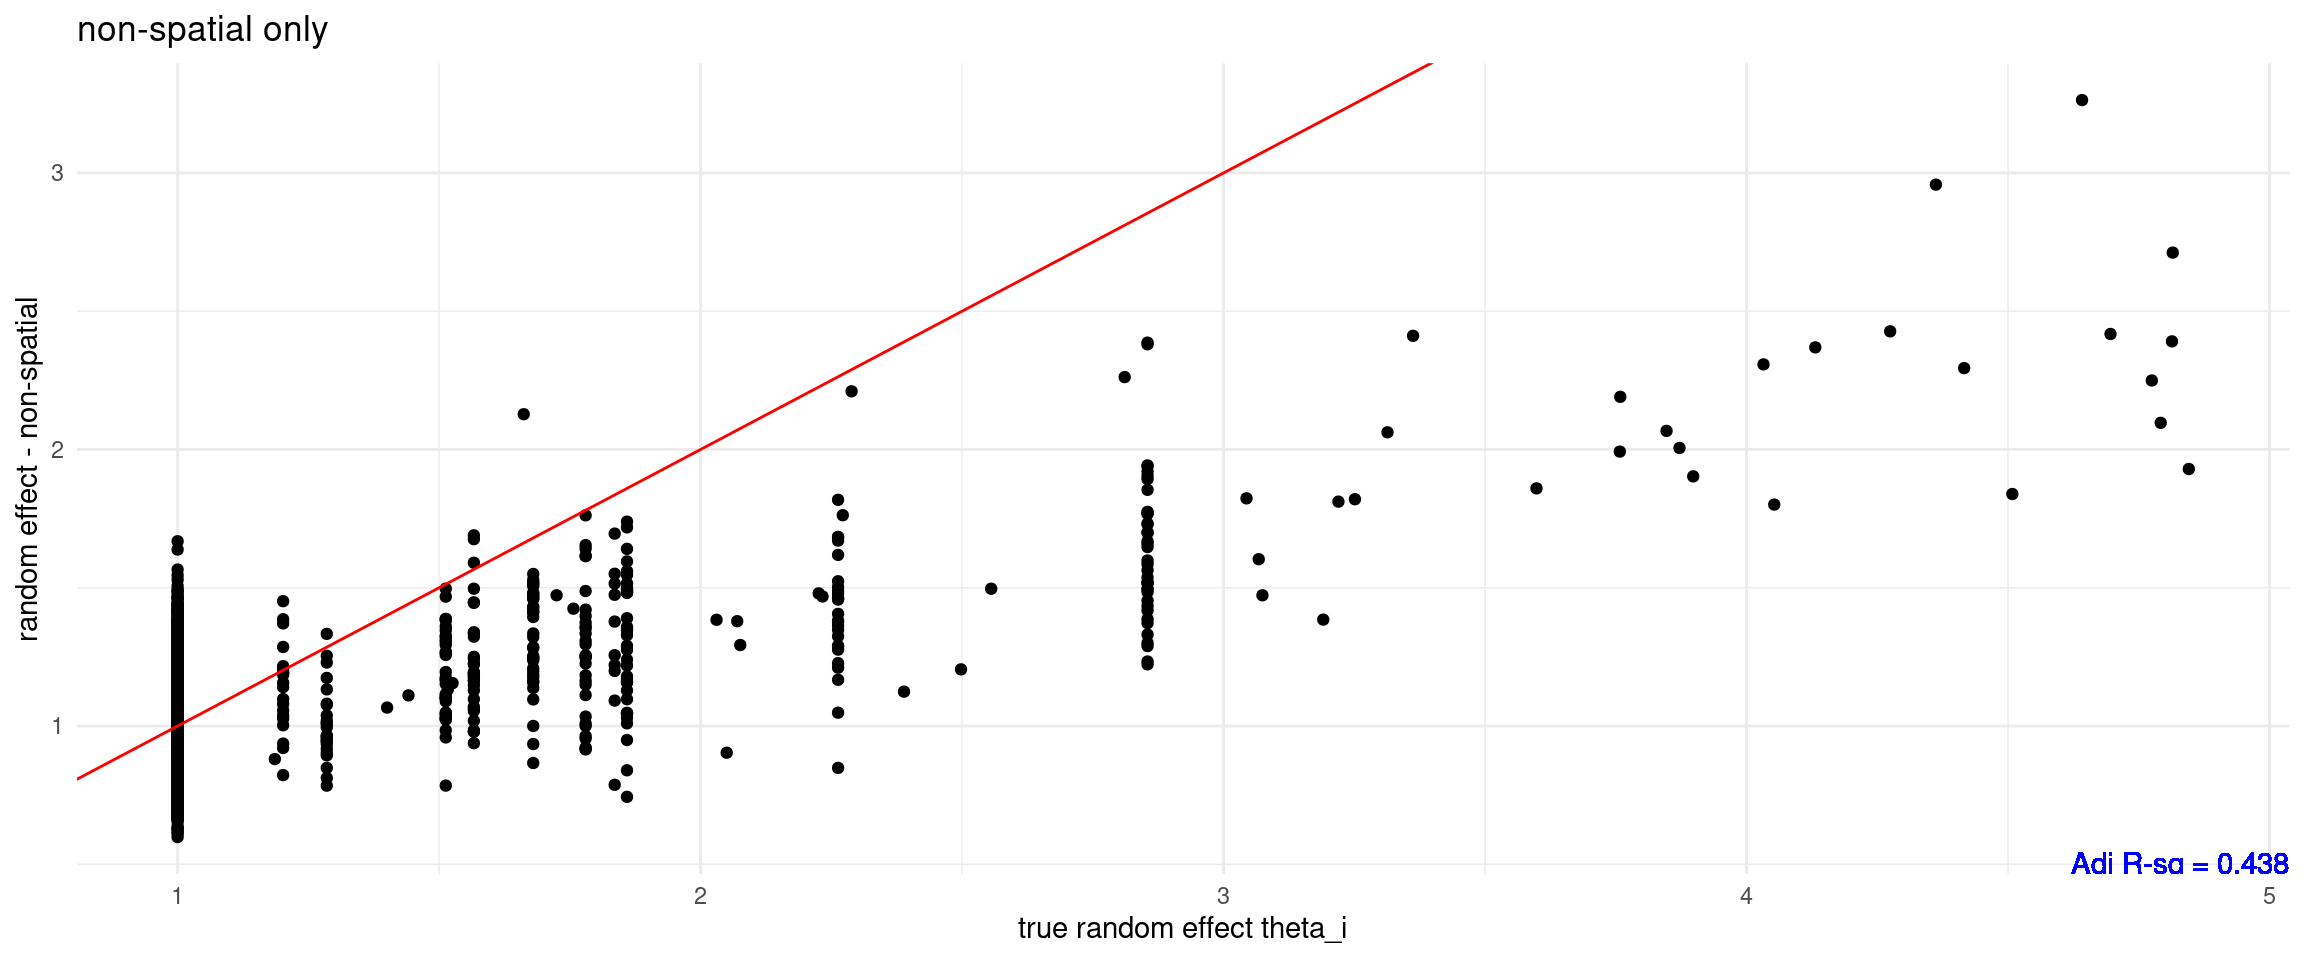 non-spatial only
random effect - non-spatial
3
2
1
Adj R-sq = 0.438
1 2 3 4 5
true random effect theta_i